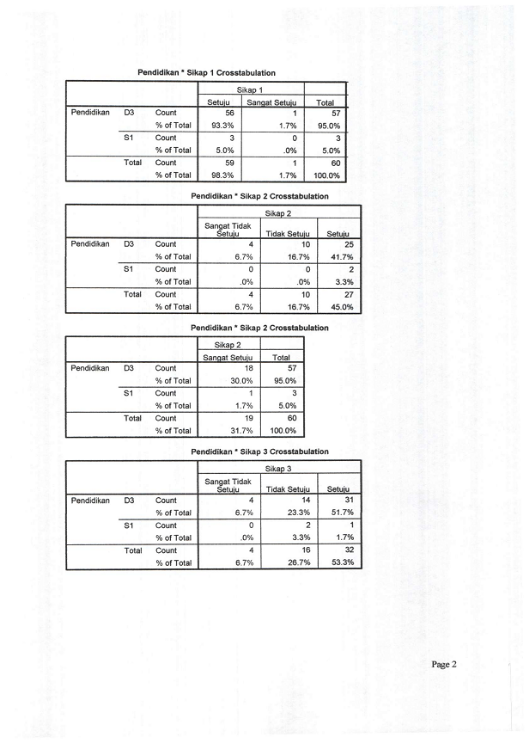 Pendidikan * Sikap 1 Crosstabulation
Sikap 1
Setuju Sangat Setuju Total
Pendidikan D3 Count 56 1 57
% of Total 93.3% 1.7% 95.0%
S1 Count 3 0 3
% of Total 5.0% .0% 5.0%
Total Count 59 1 60
% of Total 98.3% 1.7% 100.0%
Pendidikan * Sikap 2 Crosstabulation
Sikap 2
Sangat Tidak
Setuju Tidak Setuju Setuju
Pendidikan D3 Count 4 10 25
% of Total 6.7% 16.7% 41.7%
S1 Count 0 0 2
% of Total .0% .0% 3.3%
Total Count 4 10 27
% of Total 6.7% 16.7% 45.0%
Pendidikan * Sikap 2 Crosstabulation
Sikap 2
Sangat Setuju Total
Pendidikan D3 Count 18 57
% of Total 30.0% 95.0%
S1 Count 1 3
% of Total 1.7% 5.0%
Total Count 19 60
% of Total 31.7% 100.0%
Pendidikan * Sikap 3 Crosstabulation
Sikap 3
Sangat Tidak
Setuju Tidak Setuju Setuju
Pendidikan D3 Count 4 14 31
% of Total 6.7% 23.3% 51.7%
S1 Count 0 2 1
% of Total .0% 3.3% 1.7%
Total Count 4 16 32
% of Total 6.7% 26.7% 53.3%
Page 2